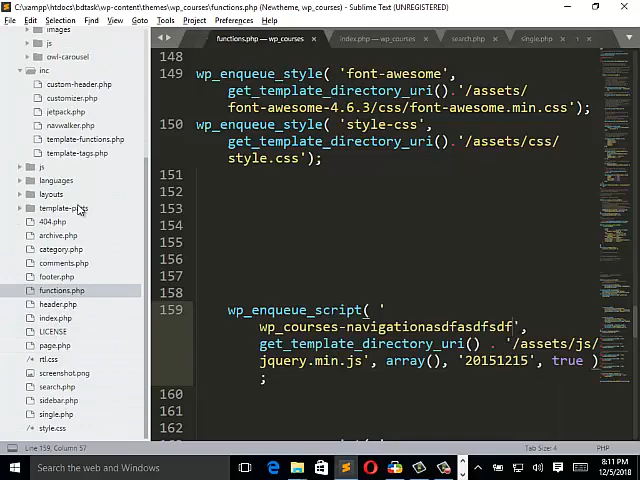 C:\xampp\htdocs\bdtask\wp-content\themes\wp_courses\functions.php (Newtheme, wp_courses) - Sublime Text (UNREGISTERED)
File Edit Selection Find View Goto Tools Project Preferences Help
functions.php — wp_courses × index.php — wp_courses × search.php × single.php ×
images
js
owl-carousel
inc
custom-header.php
customizer.php
jetpack.php
navwalker.php
template-functions.php
template-tags.php
js
languages
layouts
template-parts
404.php
archive.php
category.php
comments.php
footer.php
functions.php
header.php
index.php
LICENSE
page.php
rtl.css
screenshot.png
search.php
sidebar.php
single.php
style.css
148
149 wp_enqueue_style( 'font-awesome',
get_template_directory_uri().'/assets/
font-awesome-4.6.3/css/font-awesome.min.css');
150 wp_enqueue_style( 'style-css',
get_template_directory_uri().'/assets/css/
style.css');
151
152
153
154
155
156
157
158
159 wp_enqueue_script( '
wp_courses-navigationasdfasdfsdf',
get_template_directory_uri() . '/assets/js/
jquery.min.js', array(), '20151215', true )
;
160
161
162
Line 159, Column 57 Tab Size: 4 PHP
Search the web and Windows
8:11 PM
12/5/2018